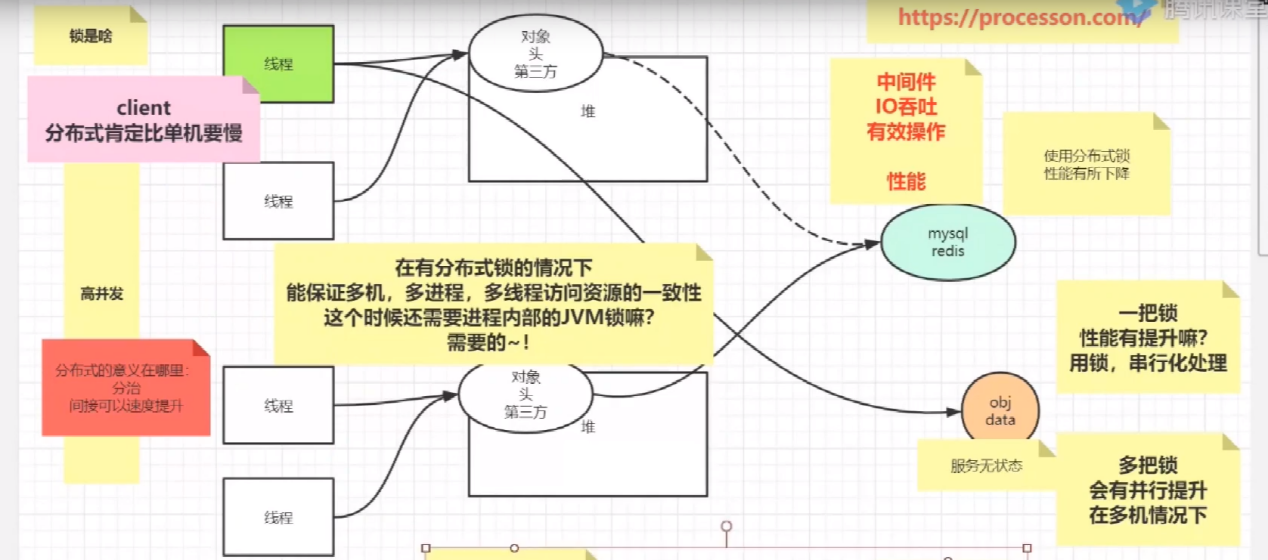 https://processon.com/
腾讯课堂
锁是啥
线程
对象
头
第三方
堆
client
分布式肯定比单机要慢
中间件
IO吞吐
有效操作
性能
使用分布式锁
性能有所下降
线程
mysql
redis
高并发
在有分布式锁的情况下
能保证多机，多进程，多线程访问资源的一致性
这个时候还需要进程内部的JVM锁嘛？
需要的~！
一把锁
性能有提升嘛？
用锁，串行化处理
分布式的意义在哪里：
分治
间接可以速度提升
线程
对象
头
第三方
堆
obj
data
服务无状态
多把锁
会有并行提升
在多机情况下
线程